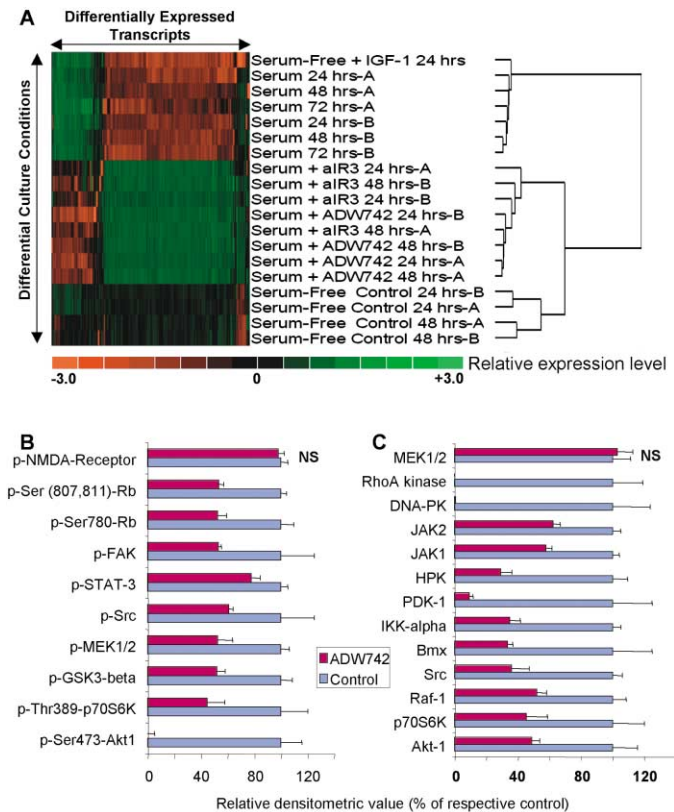 A
Differentially Expressed
Transcripts
Differential Culture Conditions
Serum-Free + IGF-1 24 hrs
Serum 24 hrs-A
Serum 48 hrs-A
Serum 72 hrs-A
Serum 24 hrs-B
Serum 48 hrs-B
Serum 72 hrs-B
Serum + aIR3 24 hrs-A
Serum + aIR3 48 hrs-B
Serum + aIR3 24 hrs-B
Serum + ADW742 24 hrs-B
Serum + aIR3 48 hrs-A
Serum + ADW742 48 hrs-B
Serum + ADW742 24 hrs-A
Serum + ADW742 48 hrs-A
Serum-Free Control 24 hrs-B
Serum-Free Control 24 hrs-A
Serum-Free Control 48 hrs-A
Serum-Free Control 48 hrs-B
Relative expression level
-3.0 0 +3.0
B
p-NMDA-Receptor
NS
p-Ser (807,811)-Rb
p-Ser780-Rb
p-FAK
p-STAT-3
p-Src
p-MEK1/2
p-GSK3-beta
p-Thr389-p70S6K
p-Ser473-Akt1
0 40 80 120
ADW742
Control
C
MEK1/2
NS
RhoA kinase
DNA-PK
JAK2
JAK1
HPK
PDK-1
IKK-alpha
Bmx
Src
Raf-1
p70S6K
Akt-1
0 40 80 120
Relative densitometric value (% of respective control)